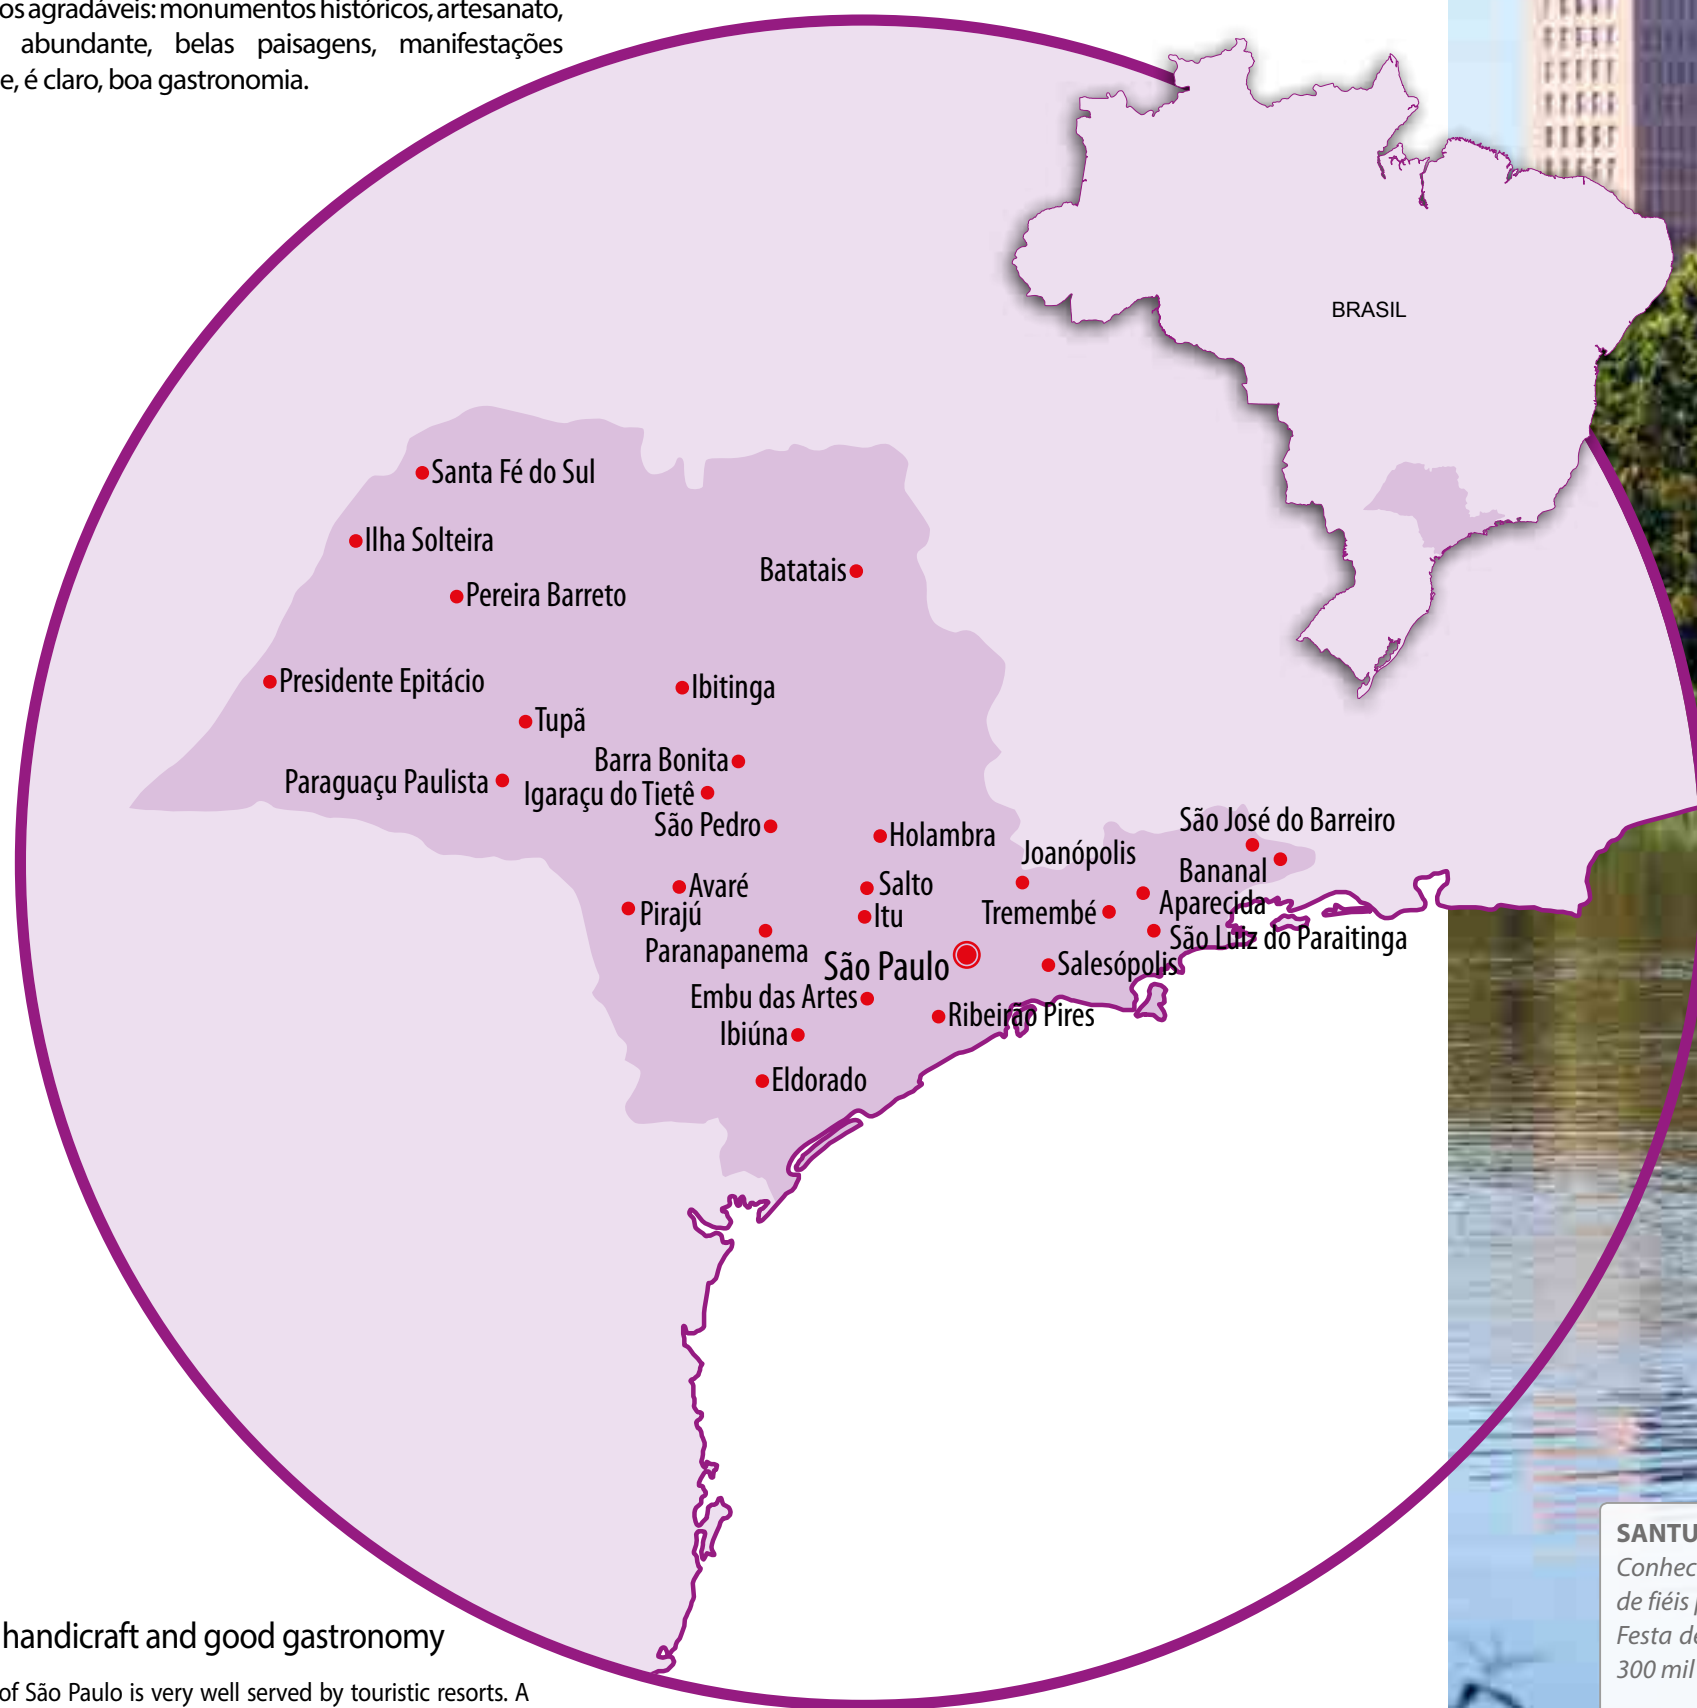 os agradáveis: monumentos históricos, artesanato,
abundante, belas paisagens, manifestações
e, é claro, boa gastronomia.
BRASIL
Santa Fé do Sul
Ilha Solteira
Batatais
Pereira Barreto
Presidente Epitácio
Ibitinga
Tupã
Barra Bonita
Paraguaçu Paulista
Igaraçu do Tietê
São Pedro
Holambra
São José do Barreiro
Joanópolis
Bananal
Avaré
Salto
Aparecida
Pirajú
Itu
Tremembé
São Luiz do Paraitinga
Paranapanema
São Paulo
Salesópolis
Embu das Artes
Ribeirão Pires
Ibiúna
Eldorado
handicraft and good gastronomy
of São Paulo is very well served by touristic resorts. A
SANTU
Conhec
de fiéis
Festa de
300 mil